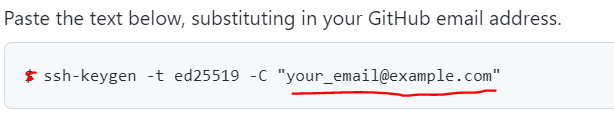 Paste the text below, substituting in your GitHub email address.
$ ssh-keygen -t ed25519 -C "your_email@example.com"